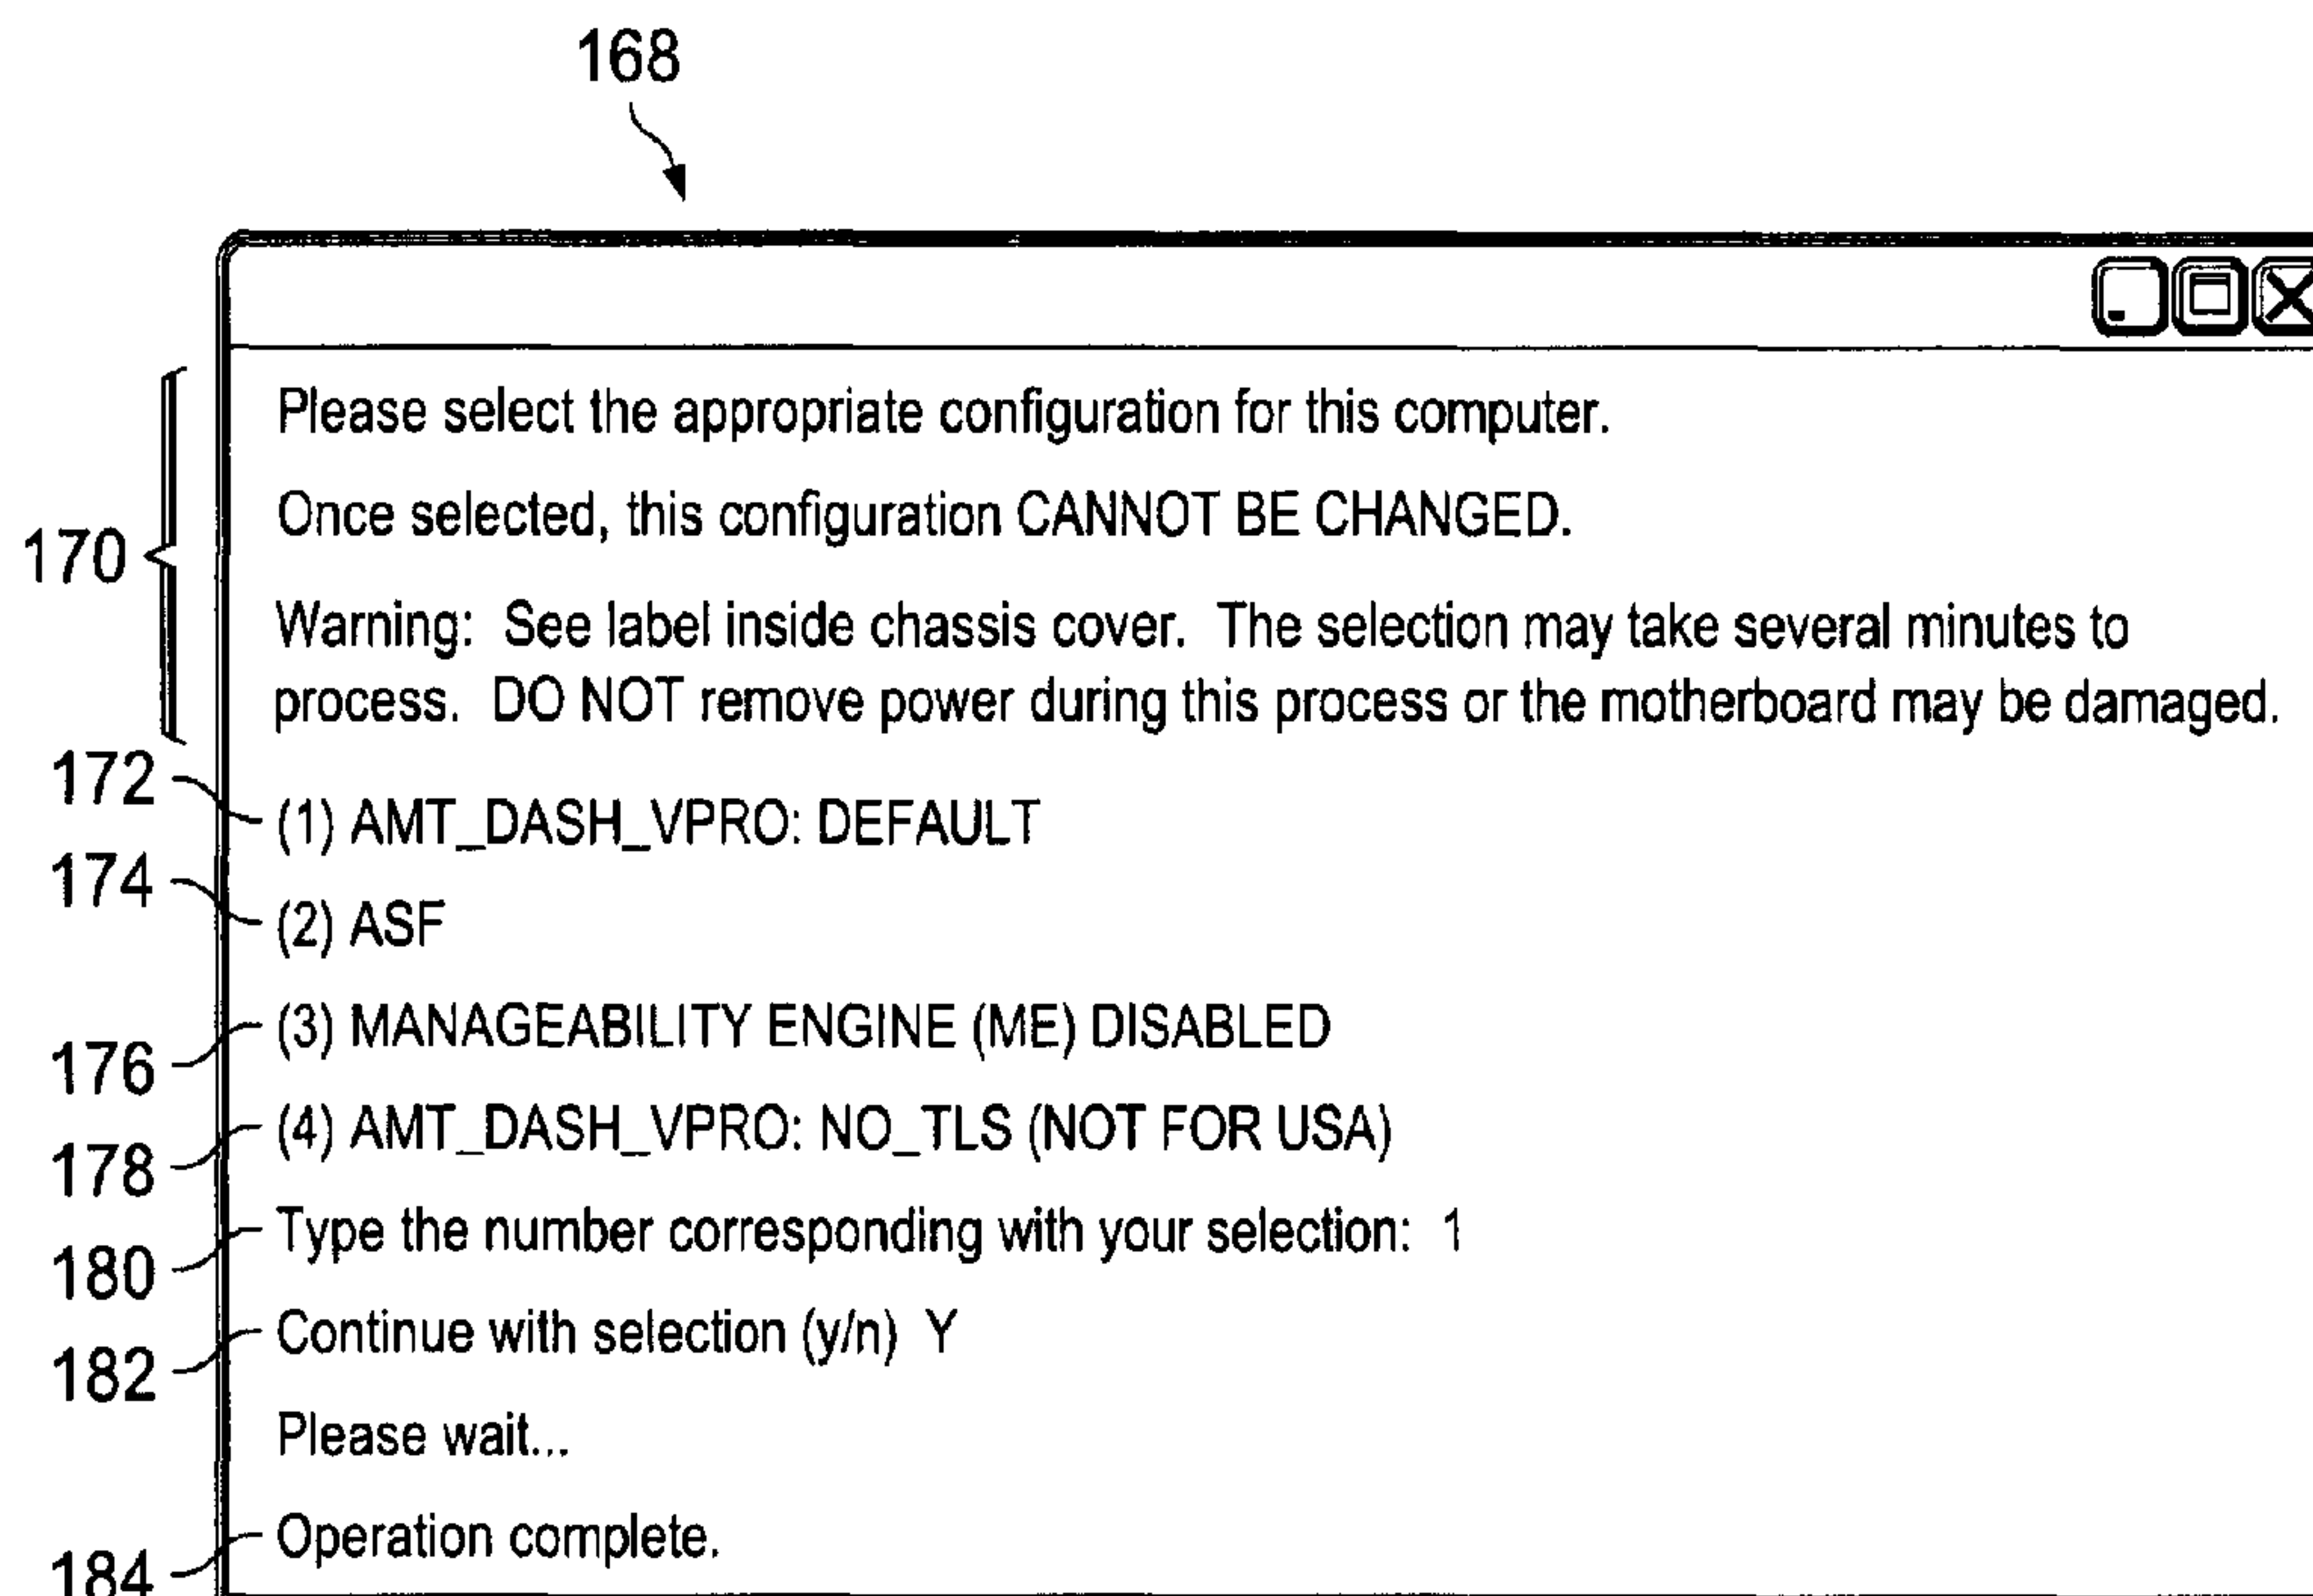 168
170
Please select the appropriate configuration for this computer.
Once selected, this configuration CANNOT BE CHANGED.
Warning: See label inside chassis cover. The selection may take several minutes to
process. DO NOT remove power during this process or the motherboard may be damaged.
172
(1) AMT_DASH_VPRO: DEFAULT
174
(2) ASF
176
(3) MANAGEABILITY ENGINE (ME) DISABLED
178
(4) AMT_DASH_VPRO: NO_TLS (NOT FOR USA)
180
Type the number corresponding with your selection: 1
182
Continue with selection (y/n) Y
Please wait...
184
Operation complete.